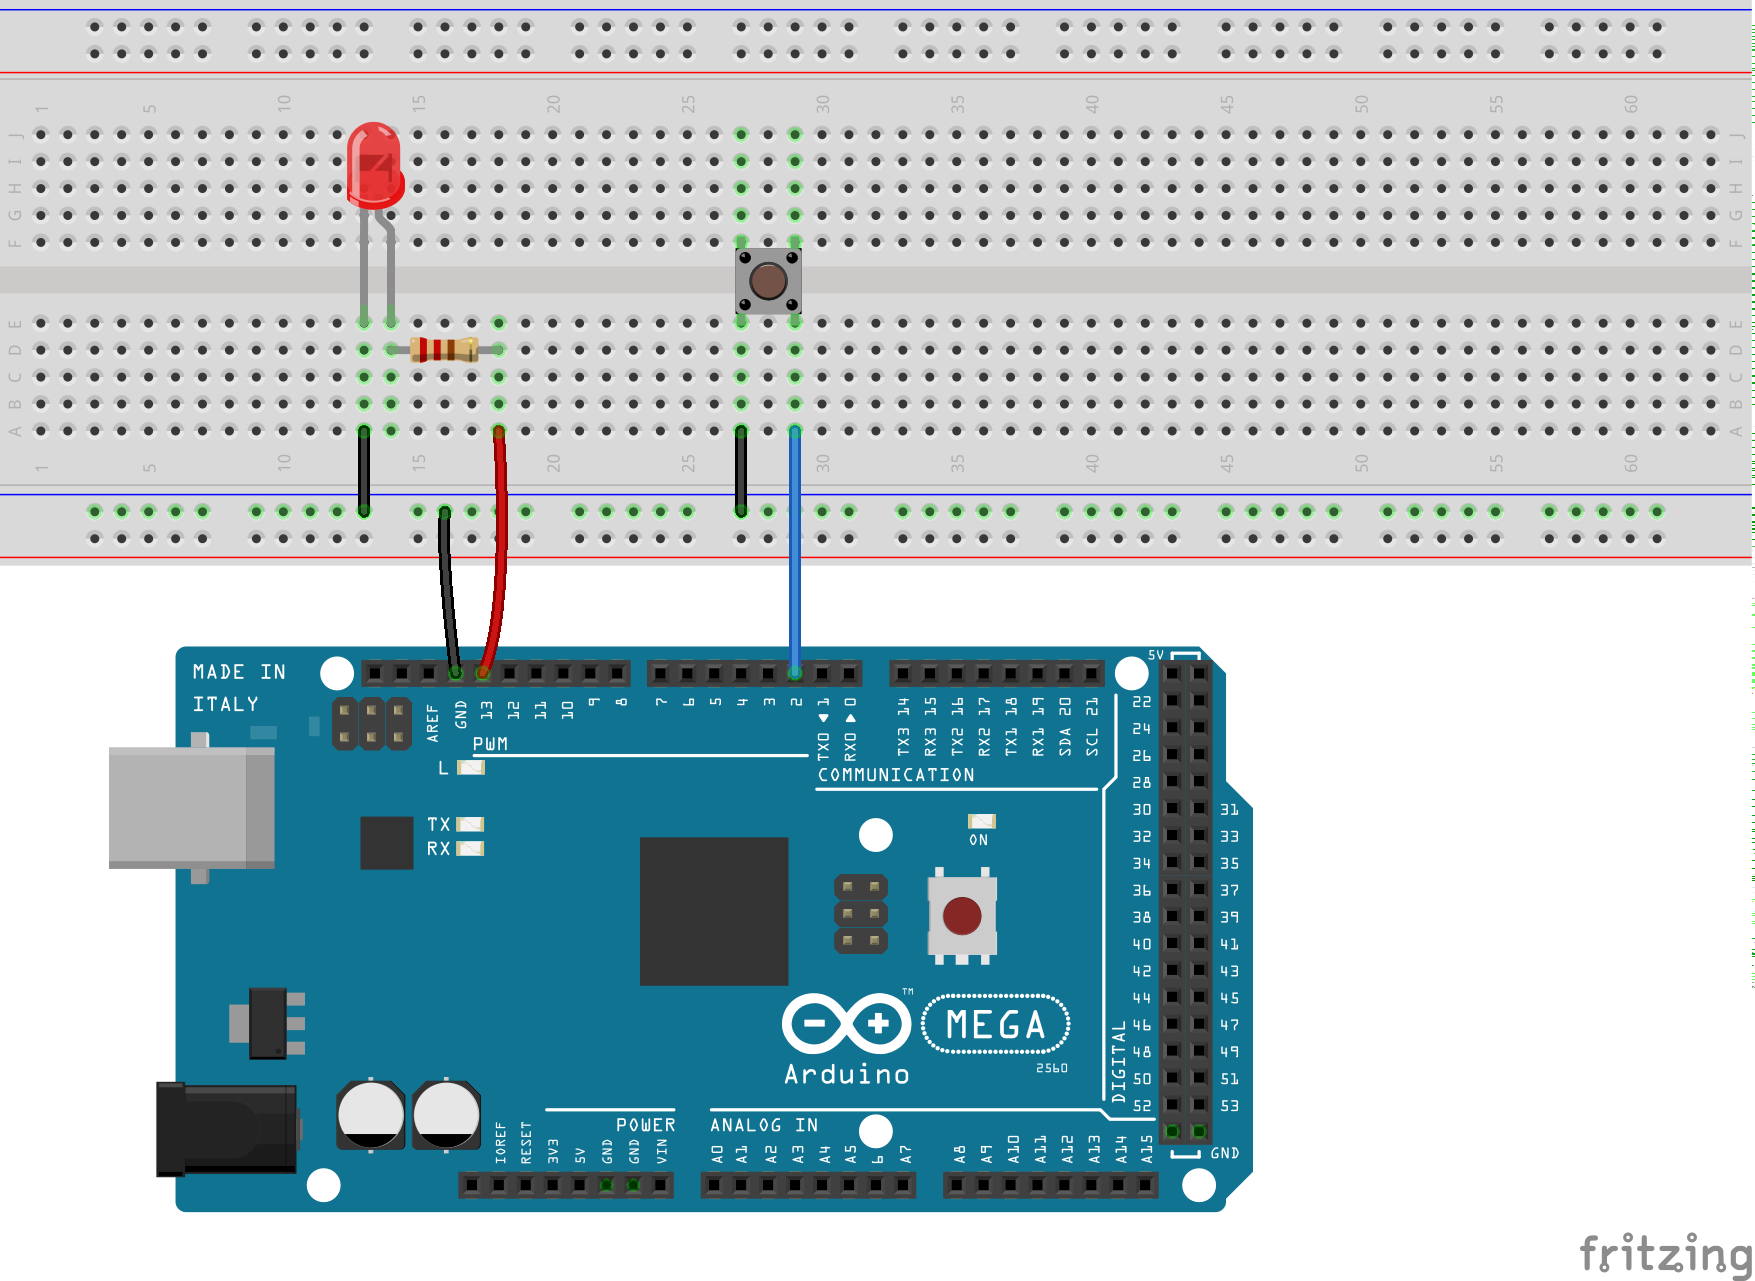 1 5 10 15 20 25 30 35 40 45 50 55 60
J J
I I
H H
G G
F F
E E
D D
C C
B B
A A
1 5 10 15 20 25 30 35 40 45 50 55 60
MADE IN
ITALY
AREF GND 13 12 11 10 9 8 7 6 5 4 3 2 TX0 ◀ 1 RX0 ▶ 0 TX3 14 RX3 15 TX2 16 RX2 17 TX1 18 RX1 19 SDA 20 SCL 21
PWM
COMMUNICATION
L
TX
RX
ON
5V
22
24
26
28
30 31
32 33
34 35
36 37
38 39
40 41
42 43
44 45
46 47
48 49
50 51
52 53
GND
DIGITAL
TM
MEGA
Arduino
2560
POWER
ANALOG IN
IOREF RESET 3V3 5V GND GND VIN A0 A1 A2 A3 A4 A5 6 A7 A8 A9 A10 A11 A12 A13 A14 A15
fritzing